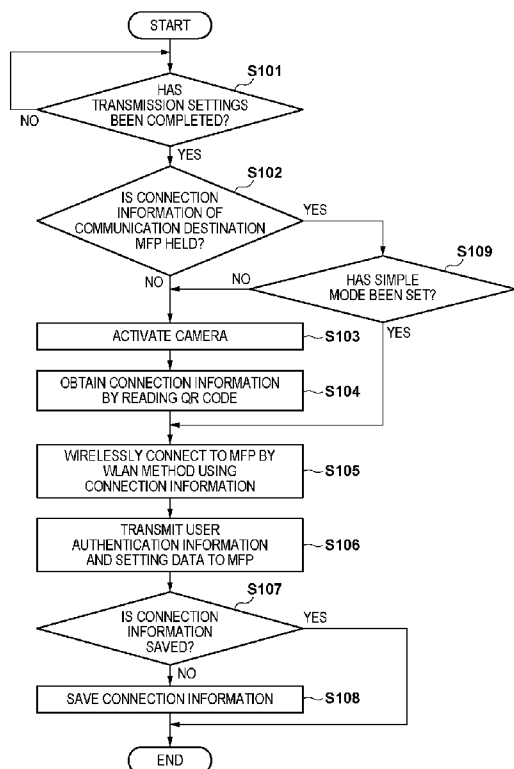 START
S101
HAS
TRANSMISSION SETTINGS
BEEN COMPLETED?
NO
YES
S102
IS CONNECTION
INFORMATION OF
COMMUNICATION DESTINATION
MFP HELD?
YES
NO
S109
HAS SIMPLE
MODE BEEN SET?
NO
YES
ACTIVATE CAMERA
S103
OBTAIN CONNECTION INFORMATION
BY READING QR CODE
S104
WIRELESSLY CONNECT TO MFP BY
WLAN METHOD USING
CONNECTION INFORMATION
S105
TRANSMIT USER
AUTHENTICATION INFORMATION
AND SETTING DATA TO MFP
S106
S107
IS CONNECTION
INFORMATION
SAVED?
YES
NO
SAVE CONNECTION INFORMATION
S108
END